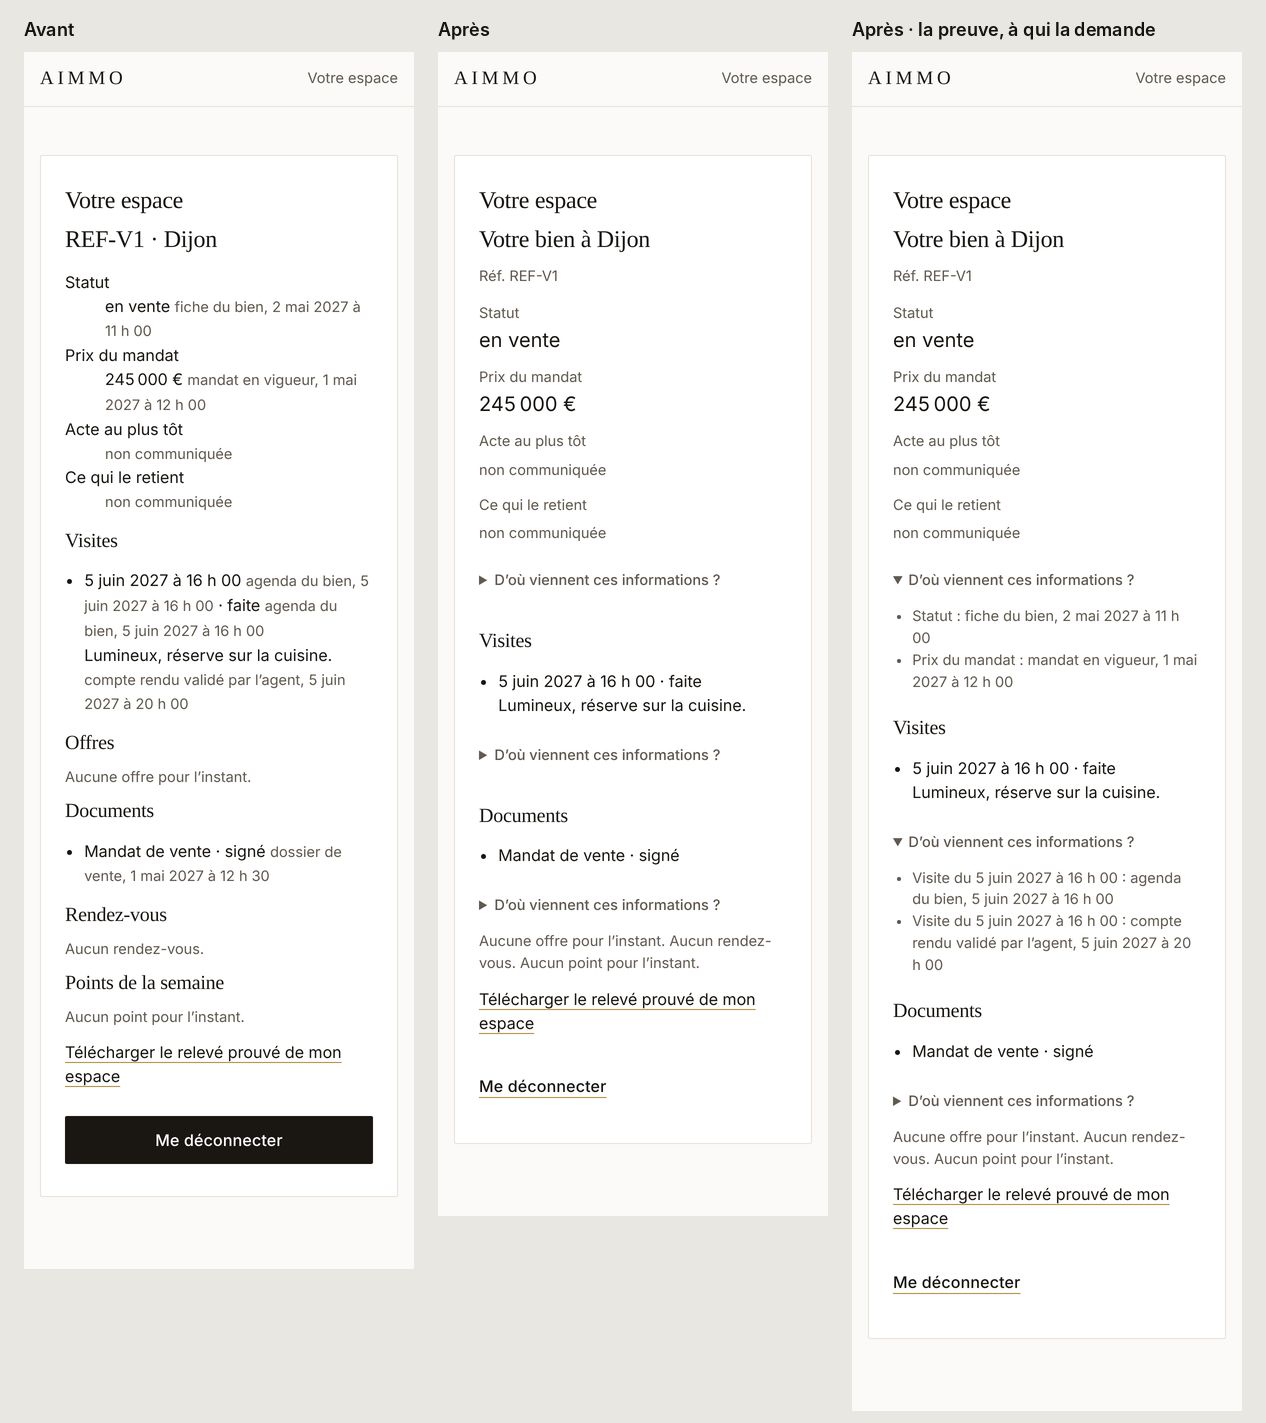 Avant
AIMMO
Votre espace
Votre espace
REF-V1 · Dijon
Statut
en vente fiche du bien, 2 mai 2027 à
11 h 00
Prix du mandat
245 000 € mandat en vigueur, 1 mai
2027 à 12 h 00
Acte au plus tôt
non communiquée
Ce qui le retient
non communiquée
Visites
• 5 juin 2027 à 16 h 00 agenda du bien, 5
juin 2027 à 16 h 00 · faite agenda du
bien, 5 juin 2027 à 16 h 00
Lumineux, réserve sur la cuisine.
compte rendu validé par l’agent, 5 juin
2027 à 20 h 00
Offres
Aucune offre pour l’instant.
Documents
• Mandat de vente · signé dossier de
vente, 1 mai 2027 à 12 h 30
Rendez-vous
Aucun rendez-vous.
Points de la semaine
Aucun point pour l’instant.
Télécharger le relevé prouvé de mon
espace
Me déconnecter
Après
AIMMO
Votre espace
Votre espace
Votre bien à Dijon
Réf. REF-V1
Statut
en vente
Prix du mandat
245 000 €
Acte au plus tôt
non communiquée
Ce qui le retient
non communiquée
▶ D’où viennent ces informations ?
Visites
• 5 juin 2027 à 16 h 00 · faite
Lumineux, réserve sur la cuisine.
▶ D’où viennent ces informations ?
Documents
• Mandat de vente · signé
▶ D’où viennent ces informations ?
Aucune offre pour l’instant. Aucun rendez-
vous. Aucun point pour l’instant.
Télécharger le relevé prouvé de mon
espace
Me déconnecter
Après · la preuve, à qui la demande
AIMMO
Votre espace
Votre espace
Votre bien à Dijon
Réf. REF-V1
Statut
en vente
Prix du mandat
245 000 €
Acte au plus tôt
non communiquée
Ce qui le retient
non communiquée
▼ D’où viennent ces informations ?
• Statut : fiche du bien, 2 mai 2027 à 11 h
00
• Prix du mandat : mandat en vigueur, 1 mai
2027 à 12 h 00
Visites
• 5 juin 2027 à 16 h 00 · faite
Lumineux, réserve sur la cuisine.
▼ D’où viennent ces informations ?
• Visite du 5 juin 2027 à 16 h 00 : agenda
du bien, 5 juin 2027 à 16 h 00
• Visite du 5 juin 2027 à 16 h 00 : compte
rendu validé par l’agent, 5 juin 2027 à 20
h 00
Documents
• Mandat de vente · signé
▶ D’où viennent ces informations ?
Aucune offre pour l’instant. Aucun rendez-
vous. Aucun point pour l’instant.
Télécharger le relevé prouvé de mon
espace
Me déconnecter